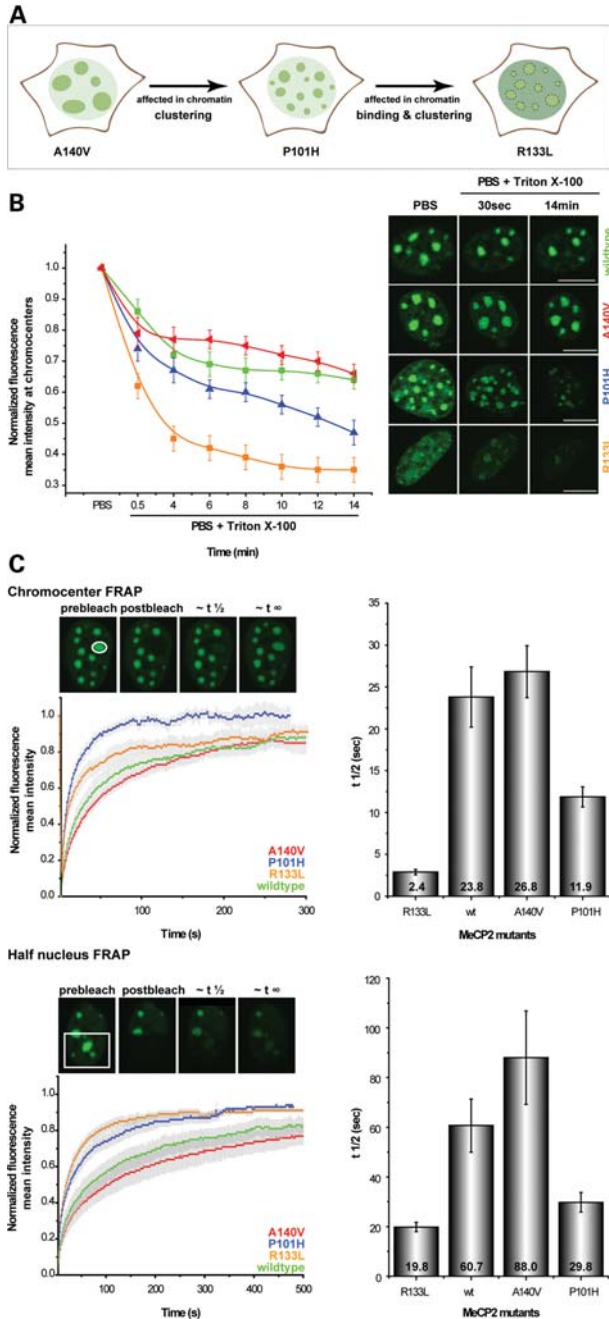 A
affected in chromatin
clustering
affected in chromatin
binding & clustering
A140V
P101H
R133L
B
PBS + Triton X-100
PBS
30sec
14min
wildtype
A140V
P101H
R133L
Normalized fluorescence
mean intensity at chromocenters
1.0
0.9
0.8
0.7
0.6
0.5
0.4
0.3
PBS
0.5
4
6
8
10
12
14
PBS + Triton X-100
Time (min)
C
Chromocenter FRAP
prebleach
postbleach
~ t ½
~ t ∞
Normalized fluorescence
mean intensity
1.0
0.8
0.6
0.4
0.2
0.0
100
200
300
Time (s)
A140V
P101H
R133L
wildtype
t 1/2 (sec)
35
30
25
20
15
10
5
0
2.4
23.8
26.8
11.9
R133L
wt
A140V
P101H
MeCP2 mutants
Half nucleus FRAP
prebleach
postbleach
~ t ½
~ t ∞
Normalized fluorescence
mean intensity
1.0
0.8
0.6
0.4
0.2
0.0
100
200
300
400
500
Time (s)
A140V
P101H
R133L
wildtype
t 1/2 (sec)
120
100
80
60
40
20
0
19.8
60.7
88.0
29.8
R133L
wt
A140V
P101H
MeCP2 mutants